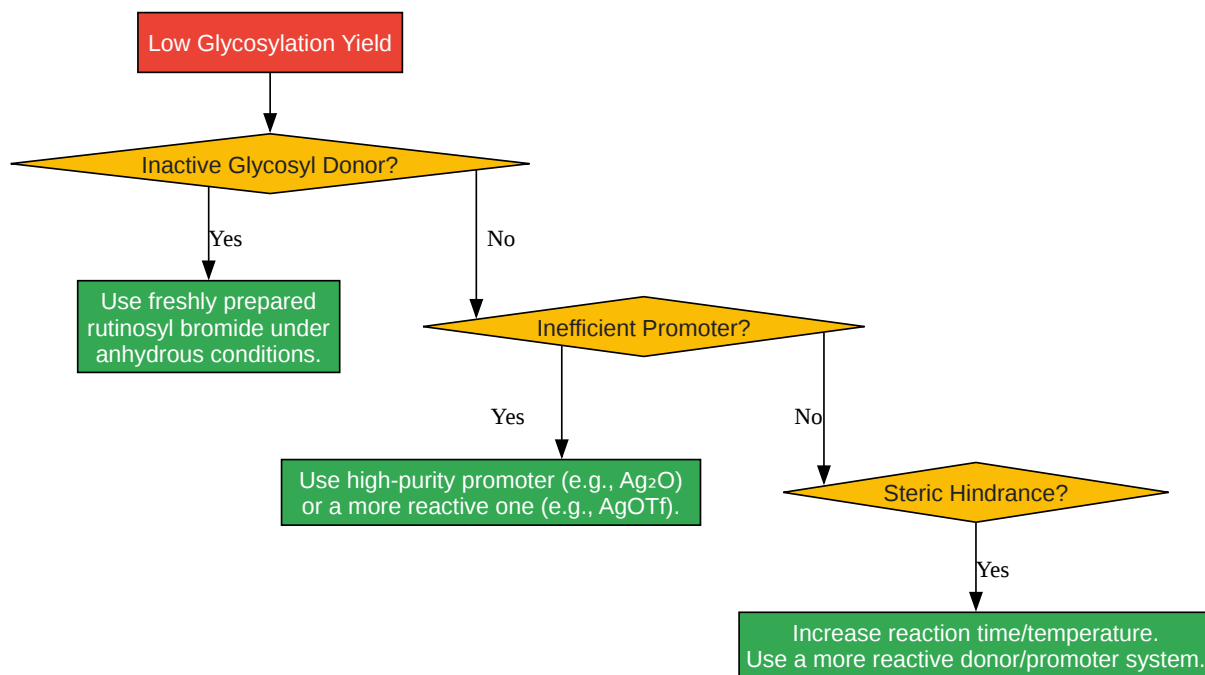 Low Glycosylation Yield
Inactive Glycosyl Donor?
Yes
No
Use freshly prepared
rutinosyl bromide under
anhydrous conditions.
Inefficient Promoter?
Yes
No
Use high-purity promoter (e.g., Ag₂O)
or a more reactive one (e.g., AgOTf).
Steric Hindrance?
Yes
Increase reaction time/temperature.
Use a more reactive donor/promoter system.